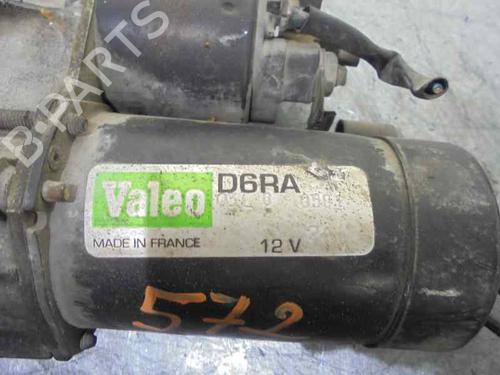 B-PARTS
Valeo D6RA
MADE IN FRANCE 12 V
572